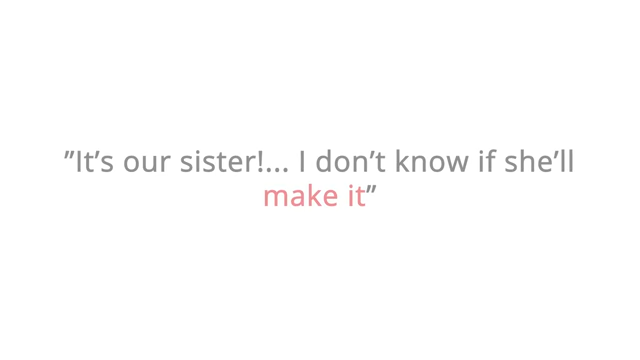 ”It’s our sister!... I don’t know if she’ll
make it”